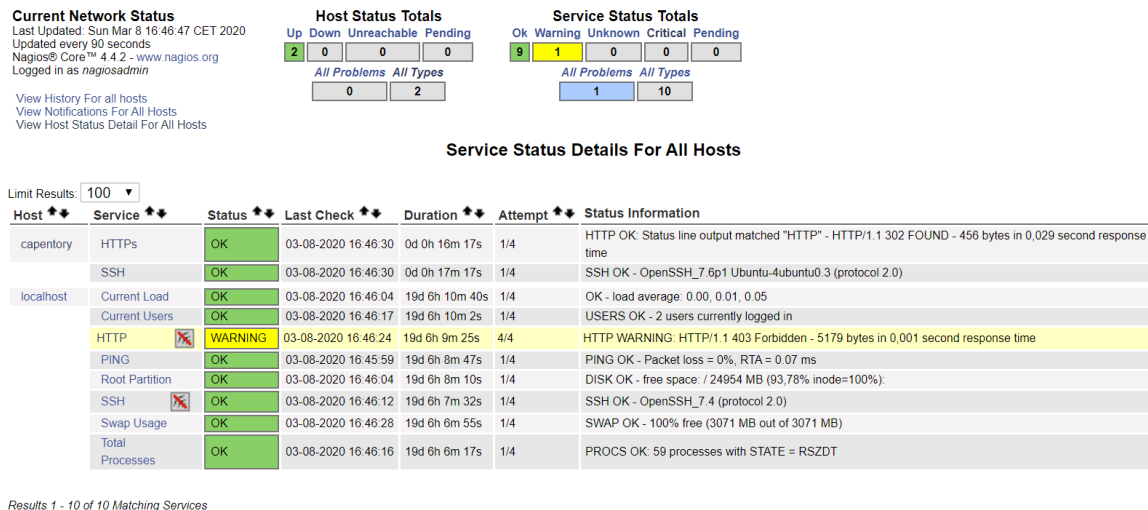 Current Network Status
Last Updated: Sun Mar 8 16:46:47 CET 2020
Updated every 90 seconds
Nagios® Core™ 4.4.2 - www.nagios.org
Logged in as nagiosadmin
View History For all hosts
View Notifications For All Hosts
View Host Status Detail For All Hosts
Host Status Totals
Up Down Unreachable Pending
2 0 0 0
All Problems All Types
0 2
Service Status Totals
Ok Warning Unknown Critical Pending
9 1 0 0 0
All Problems All Types
1 10
Service Status Details For All Hosts
Limit Results: 100
Host Service Status Last Check Duration Attempt Status Information
capentory HTTPs OK 03-08-2020 16:46:30 0d 0h 16m 17s 1/4 HTTP OK: Status line output matched "HTTP" - HTTP/1.1 302 FOUND - 456 bytes in 0,029 second response
time
SSH OK 03-08-2020 16:46:30 0d 0h 17m 17s 1/4 SSH OK - OpenSSH_7.6p1 Ubuntu-4ubuntu0.3 (protocol 2.0)
localhost Current Load OK 03-08-2020 16:46:04 19d 6h 10m 40s 1/4 OK - load average: 0.00, 0.01, 0.05
Current Users OK 03-08-2020 16:46:17 19d 6h 10m 2s 1/4 USERS OK - 2 users currently logged in
HTTP WARNING 03-08-2020 16:46:24 19d 6h 9m 25s 4/4 HTTP WARNING: HTTP/1.1 403 Forbidden - 5179 bytes in 0,001 second response time
PING OK 03-08-2020 16:45:59 19d 6h 8m 47s 1/4 PING OK - Packet loss = 0%, RTA = 0.07 ms
Root Partition OK 03-08-2020 16:46:04 19d 6h 8m 10s 1/4 DISK OK - free space: / 24954 MB (93,78% inode=100%):
SSH OK 03-08-2020 16:46:12 19d 6h 7m 32s 1/4 SSH OK - OpenSSH_7.4 (protocol 2.0)
Swap Usage OK 03-08-2020 16:46:28 19d 6h 6m 55s 1/4 SWAP OK - 100% free (3071 MB out of 3071 MB)
Total
Processes OK 03-08-2020 16:46:16 19d 6h 6m 17s 1/4 PROCS OK: 59 processes with STATE = RSZDT
Results 1 - 10 of 10 Matching Services